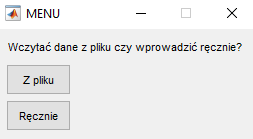 MENU
Wczytać dane z pliku czy wprowadzić ręcznie?
Z pliku
Ręcznie